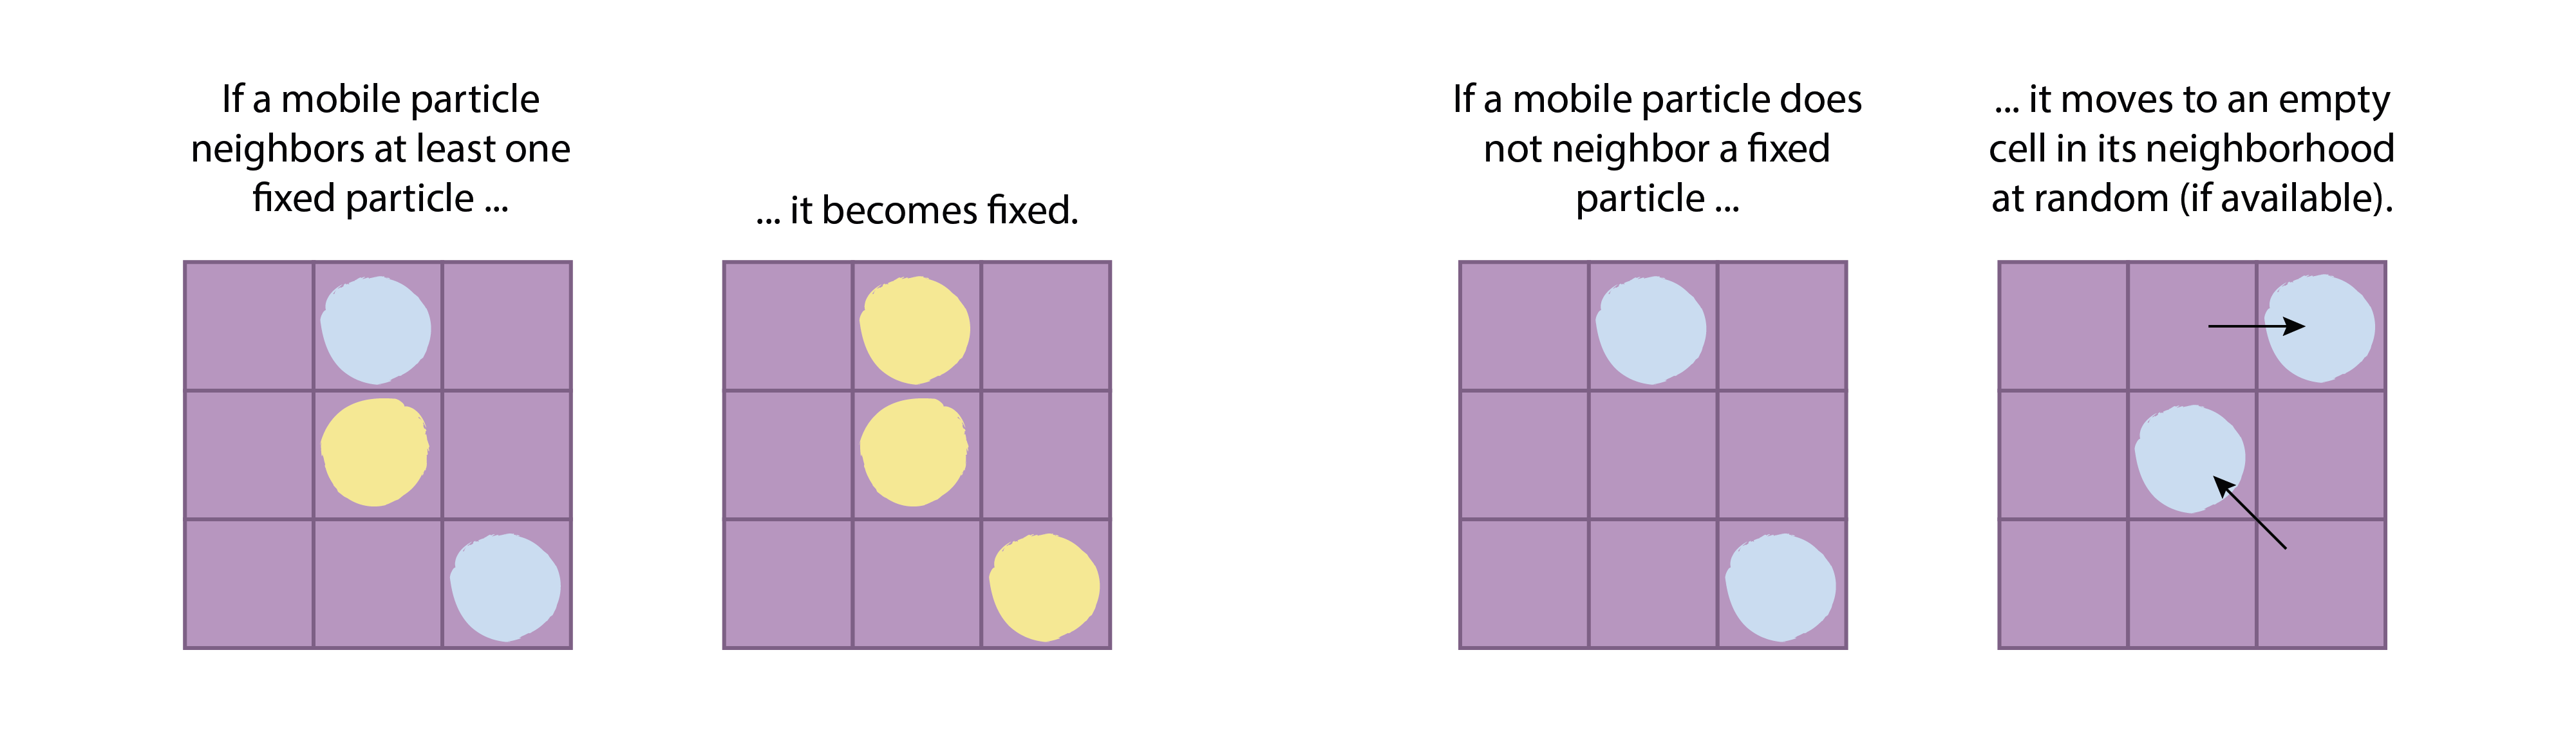 If a mobile particle
neighbors at least one
fixed particle ...
... it becomes fixed.
If a mobile particle does
not neighbor a fixed
particle ...
... it moves to an empty
cell in its neighborhood
at random (if available).